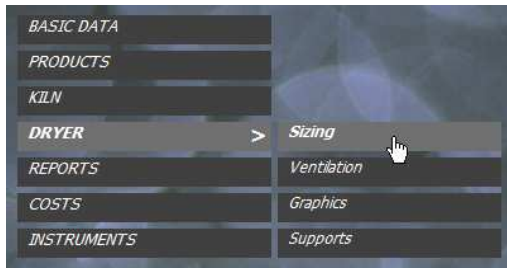 BASIC DATA
PRODUCTS
KILN
DRYER >
REPORTS
COSTS
INSTRUMENTS
Sizing
Ventilation
Graphics
Supports